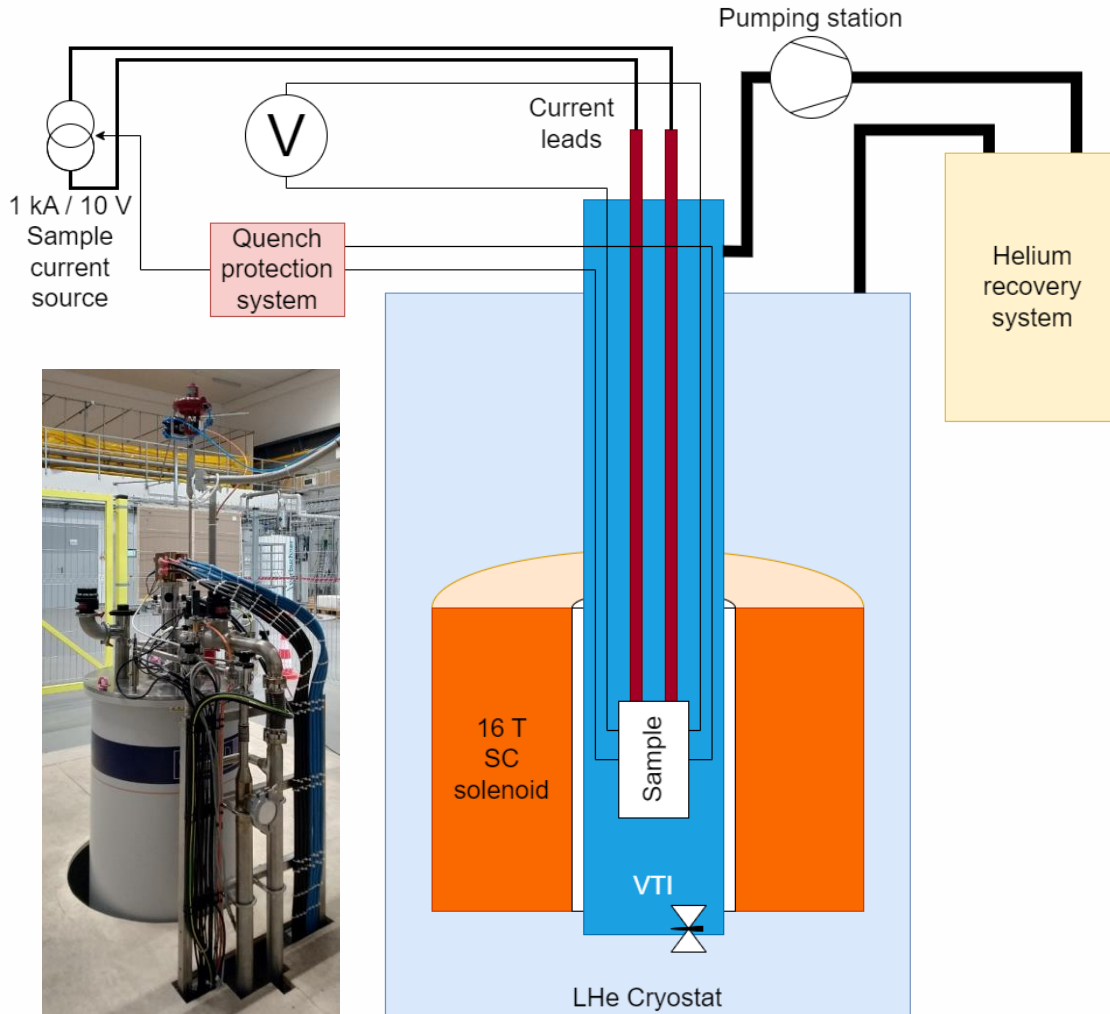 Pumping station
V
Current
leads
1 kA / 10 V
Sample
current
source
Quench
protection
system
Helium
recovery
system
16 T
SC
solenoid
Sample
VTI
LHe Cryostat